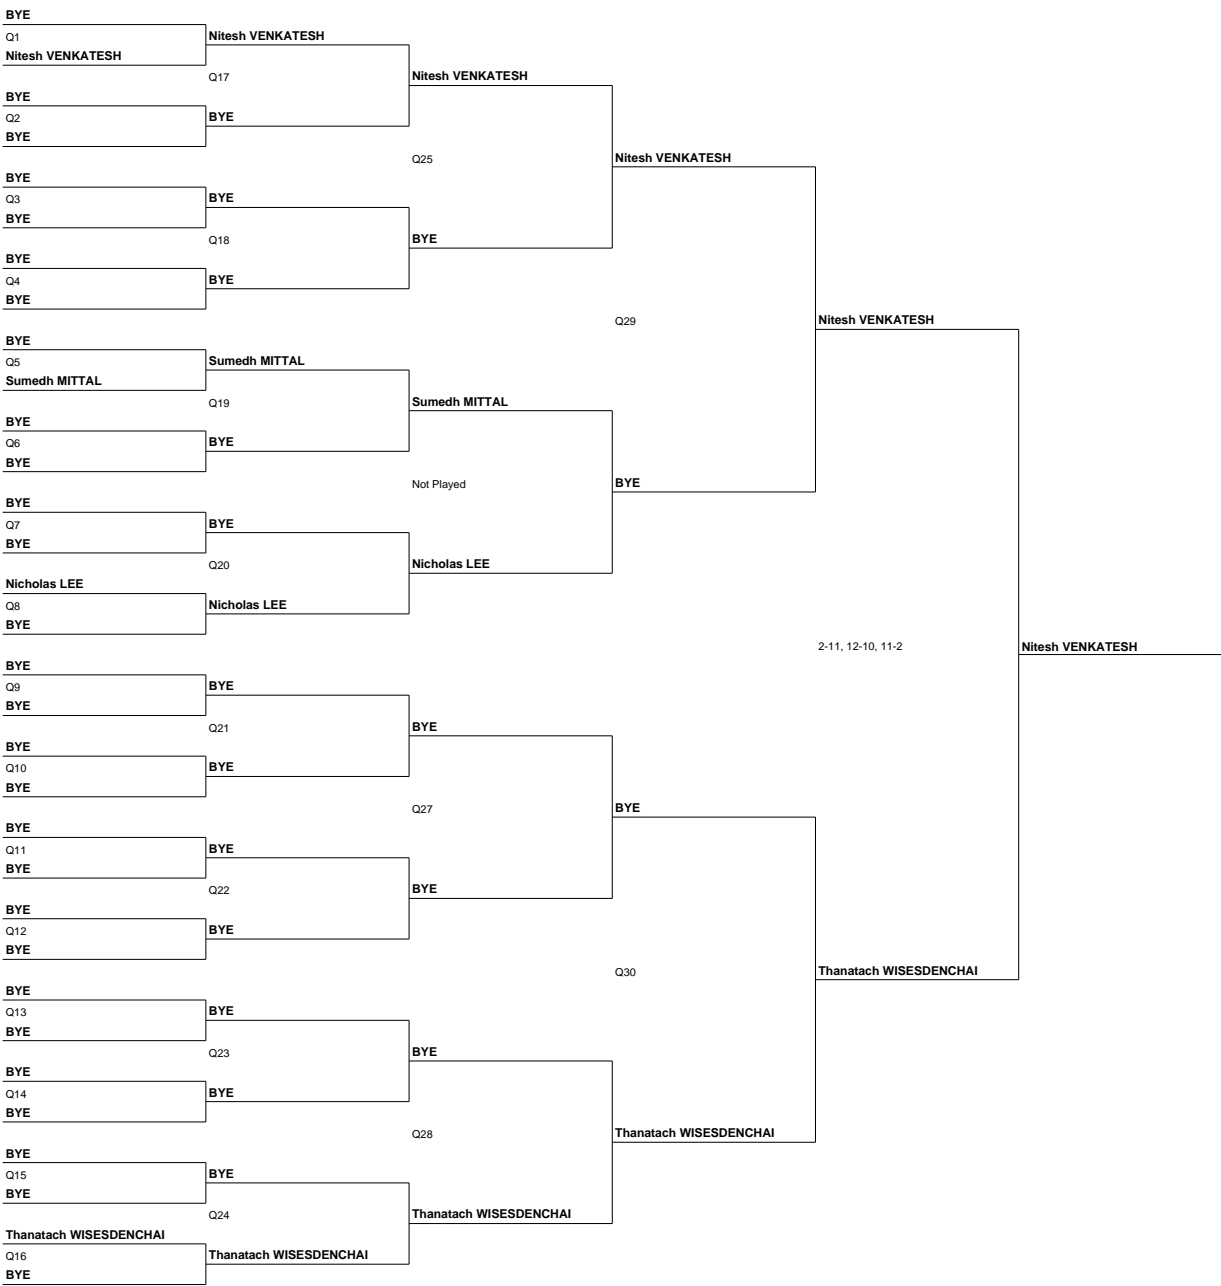 BYE
Q1
Nitesh VENKATESH
Nitesh VENKATESH
Q17
Nitesh VENKATESH
BYE
Q2
BYE
BYE
Q25
Nitesh VENKATESH
BYE
Q3
BYE
BYE
Q18
BYE
BYE
Q4
BYE
BYE
Q29
Nitesh VENKATESH
BYE
Q5
Sumedh MITTAL
Sumedh MITTAL
Q19
Sumedh MITTAL
BYE
Q6
BYE
BYE
Not Played
BYE
BYE
Q7
BYE
BYE
Q20
Nicholas LEE
Nicholas LEE
Q8
BYE
Nicholas LEE
2-11, 12-10, 11-2
Nitesh VENKATESH
BYE
Q9
BYE
BYE
Q21
BYE
BYE
Q10
BYE
BYE
Q27
BYE
BYE
Q11
BYE
BYE
Q22
BYE
BYE
Q12
BYE
BYE
Q30
Thanatach WISESDENCHAI
BYE
Q13
BYE
BYE
Q23
BYE
BYE
Q14
BYE
BYE
Q28
Thanatach WISESDENCHAI
BYE
Q15
BYE
BYE
Q24
Thanatach WISESDENCHAI
Thanatach WISESDENCHAI
Q16
BYE
Thanatach WISESDENCHAI